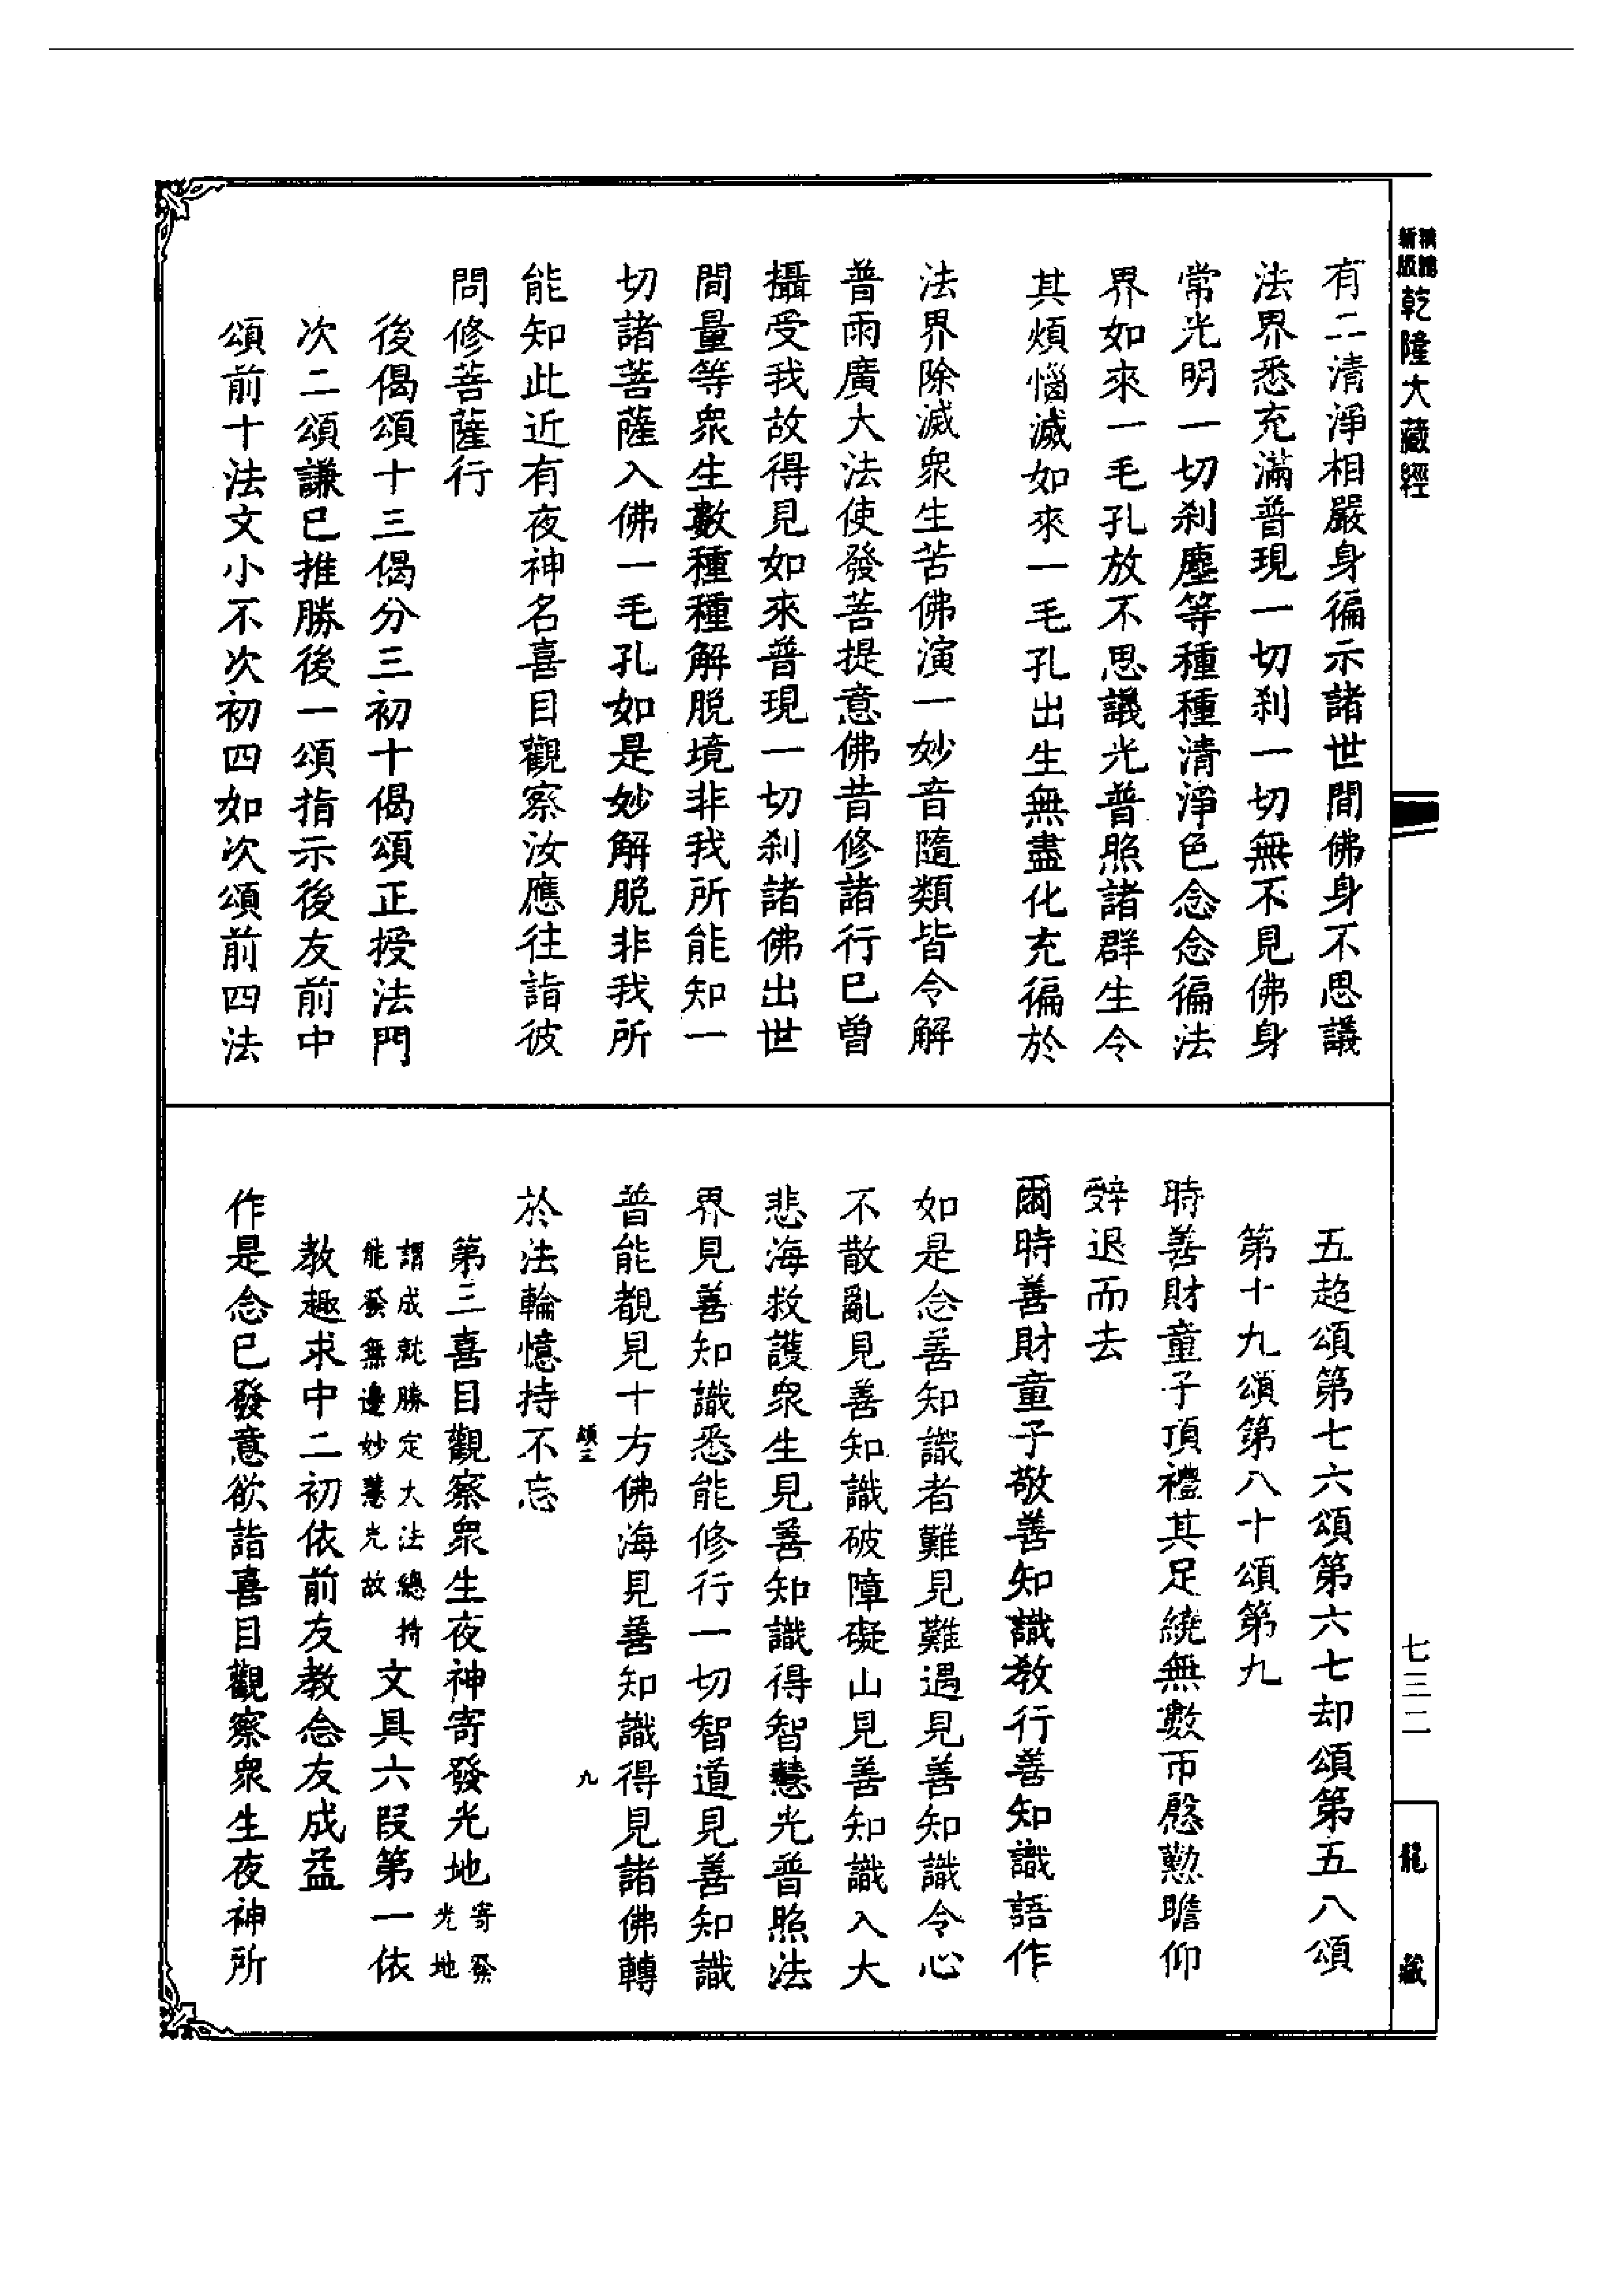 新版 精縮 乾隆大藏經
七三二
龍藏
有二清淨相嚴身徧示諸世間佛身不思議
法界悉充滿普現一切刹一切無不見佛身
常光明一切刹塵等種種清淨色念念徧法
界如來一毛孔放不思議光普照諸群生令
其煩惱滅如來一毛孔出生無盡化充徧於
法界除滅衆生苦佛演一妙音隨類皆令解
普雨廣大法使發菩提意佛昔修諸行已曾
攝受我故得見如來普現一切刹諸佛出世
間量等衆生數種種解脫境非我所能知一
切諸菩薩入佛一毛孔如是妙解脫非我所
能知此近有夜神名喜目觀察汝應往詣彼
問修菩薩行
後偈頌十三偈分三初十偈頌正授法門
次二頌謙已推勝後一頌指示後友前中
頌前十法文小不次初四如次頌前四法
五超頌第七六頌第六七却頌第五八頌
第十九頌第八十頌第九
時善財童子頂禮其足繞無數帀慇懃瞻仰
辭退而去
爾時善財童子敬善知識教行善知識語作
如是念善知識者難見難遇見善知識令心
不散亂見善知識破障礙山見善知識入大
悲海救護衆生見善知識得智慧光普照法
界見善知識悉能修行一切智道見善知識
普能覩見十方佛海見善知識得見諸佛轉
九
於法輪憶持不忘
第三喜目觀察衆生夜神寄發光地寄發光地
謂成就勝定大法總持能發無邊妙慧光故文具六段第一依
教趣求中二初依前友教念友成益
作是念已發意欲詣喜目觀察衆生夜神所